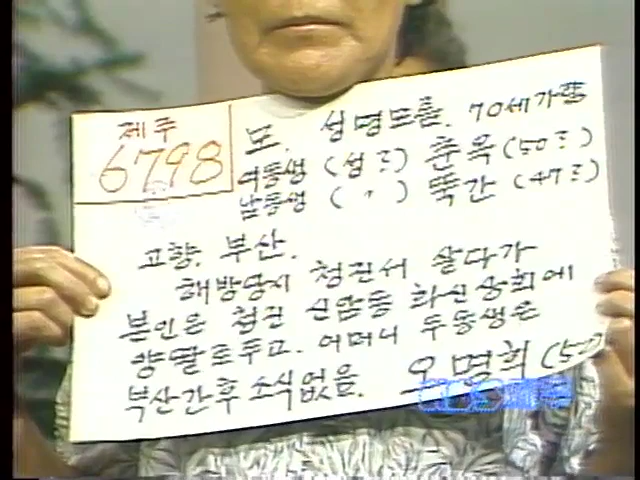 제주
6798
모. 성명모름. 70세가량
여동생 (성?) 춘옥 (50?)
남동생 ( 〃 ) 뚝간 (47?)
고향. 부산.
해방당시 청진서 살다가
본인은 청진 신암동 화신상회에
양딸로주고. 어머니 두동생은
부산간후 소식없음. 오명희